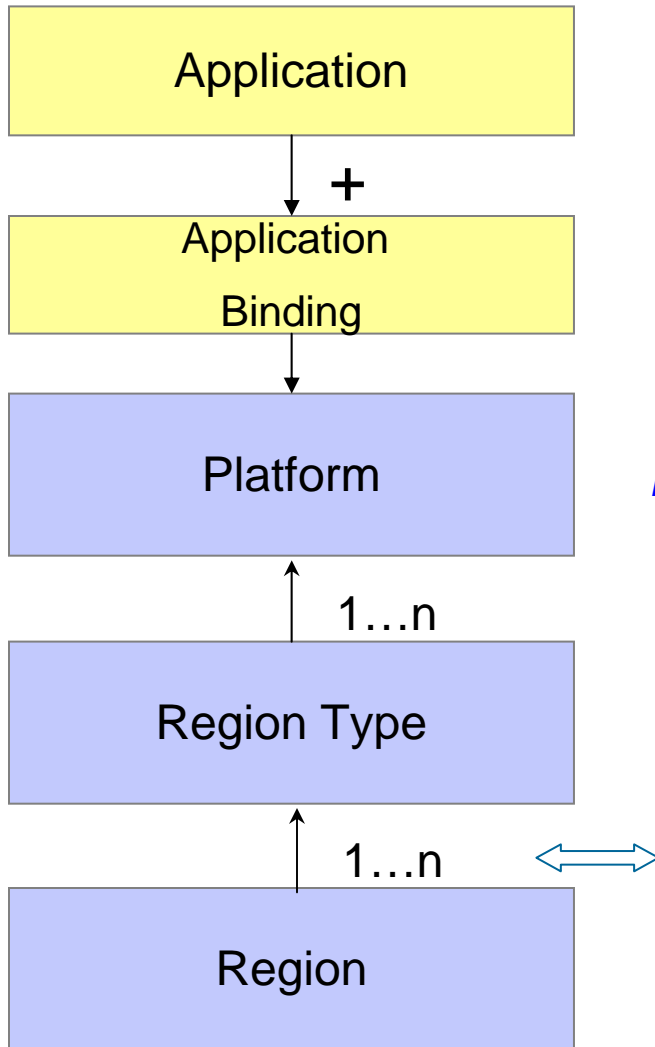 Application
+
Application
Binding
Platform
1…n
Region Type
1…n
Region